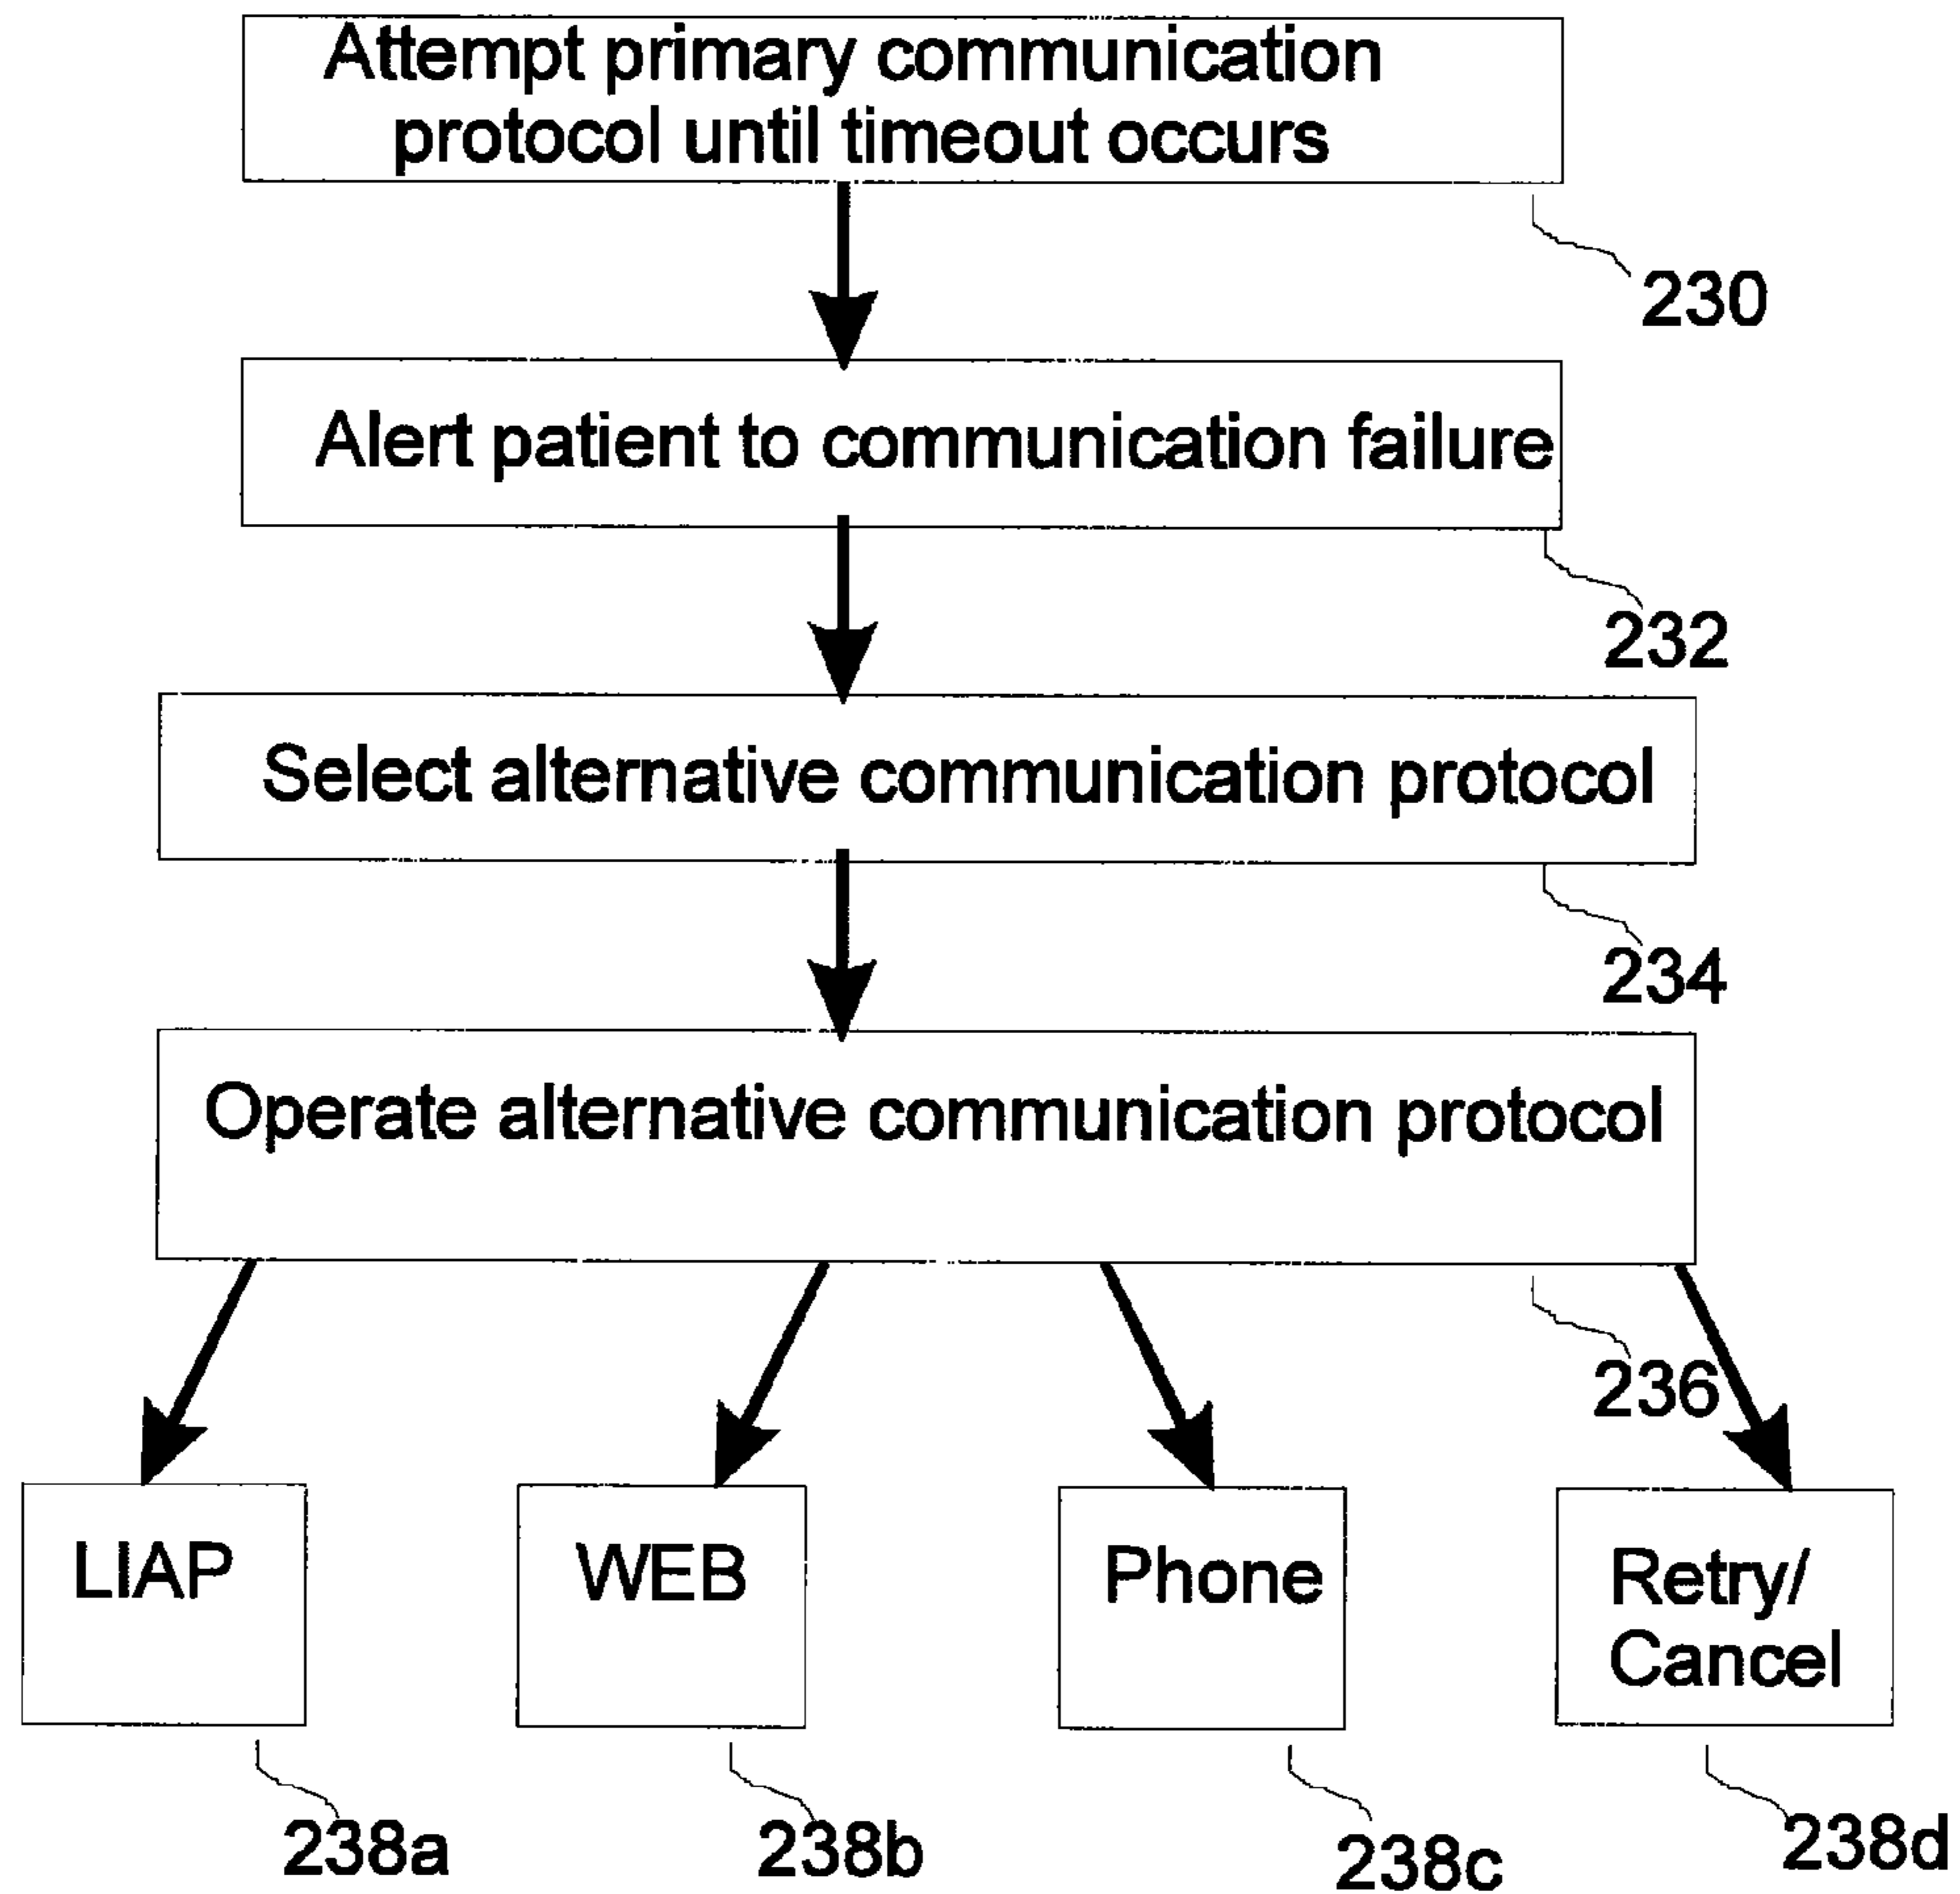 Attempt primary communication
protocol until timeout occurs
230
Alert patient to communication failure
232
Select alternative communication protocol
234
Operate alternative communication protocol
236
LIAP
WEB
Phone
Retry/
Cancel
238a
238b
238c
238d